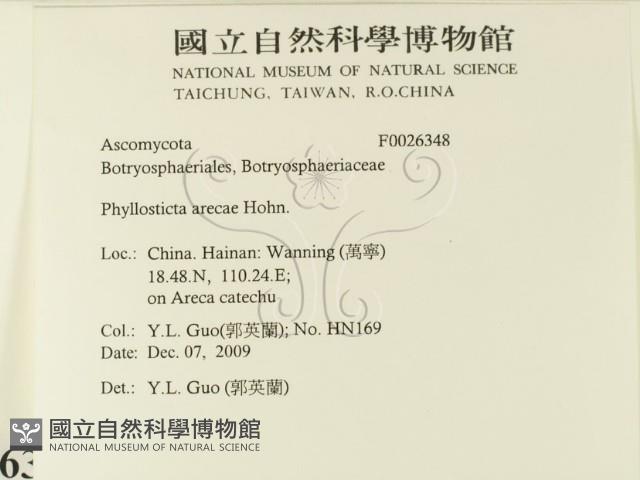 國立自然科學博物館
NATIONAL MUSEUM OF NATURAL SCIENCE
TAICHUNG, TAIWAN, R.O.CHINA
Ascomycota F0026348
Botryosphaeriales, Botryosphaeriaceae
Phyllosticta arecae Hohn.
Loc.: China. Hainan: Wanning (萬寧)
18.48.N, 110.24.E;
on Areca catechu
Col.: Y.L. Guo(郭英蘭); No. HN169
Date: Dec. 07, 2009
Det.: Y.L. Guo (郭英蘭)
國立自然科學博物館
NATIONAL MUSEUM OF NATURAL SCIENCE